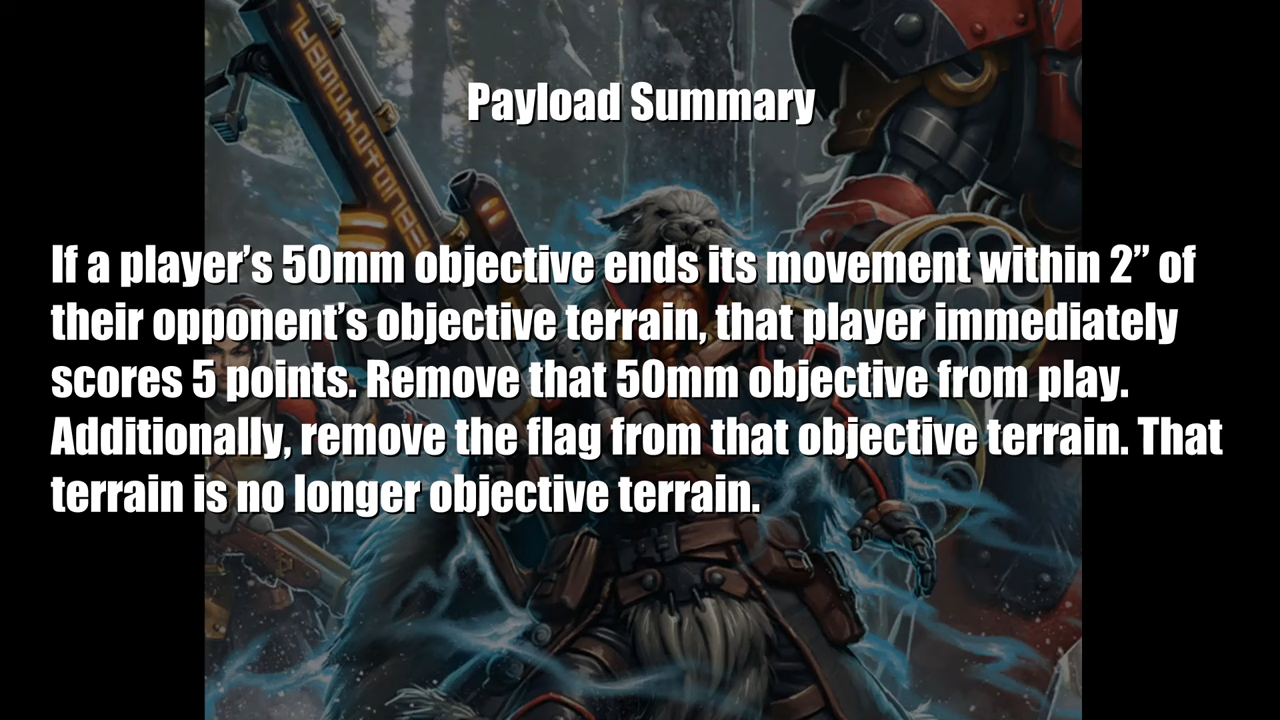 Payload Summary
If a player’s 50mm objective ends its movement within 2” of
their opponent’s objective terrain, that player immediately
scores 5 points. Remove that 50mm objective from play.
Additionally, remove the flag from that objective terrain. That
terrain is no longer objective terrain.